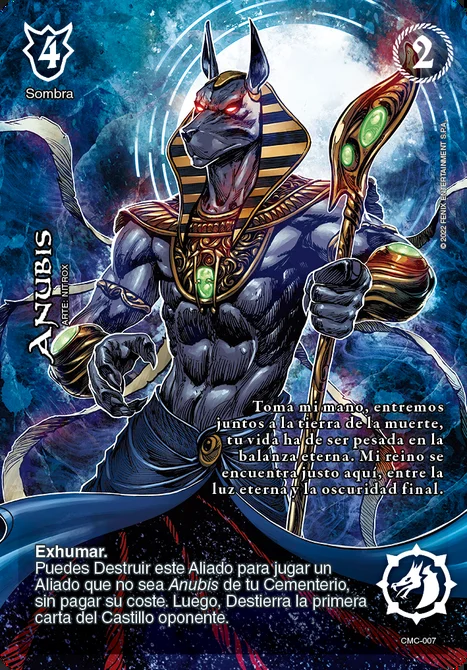 4
2
Sombra
© 2022 FENIX ENTERTAINMENT S.P.A
ANUBIS
ARTE: NITROX
Toma mi mano, entremos
juntos a la tierra de la muerte,
tu vida ha de ser pesada en la
balanza eterna. Mi reino se
encuentra justo aquí, entre la
luz eterna y la oscuridad final.
Exhumar.
Puedes Destruir este Aliado para jugar un
Aliado que no sea Anubis de tu Cementerio,
sin pagar su coste. Luego, Destierra la primera
carta del Castillo oponente.
CMC-007